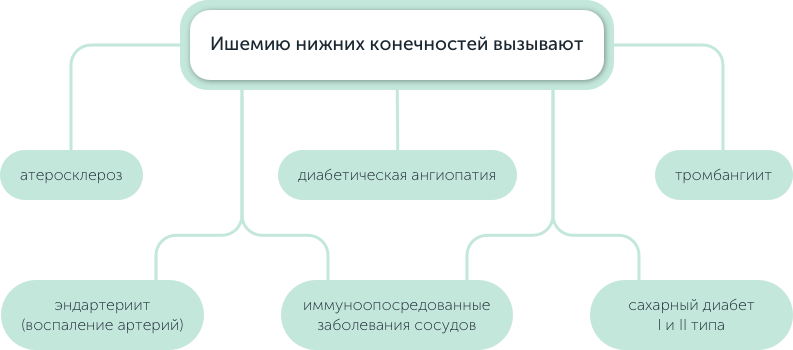 Ишемию нижних конечностей вызывают
атеросклероз
диабетическая ангиопатия
тромбангиит
эндартериит
(воспаление артерий)
иммуноопосредованные
заболевания сосудов
сахарный диабет
I и II типа